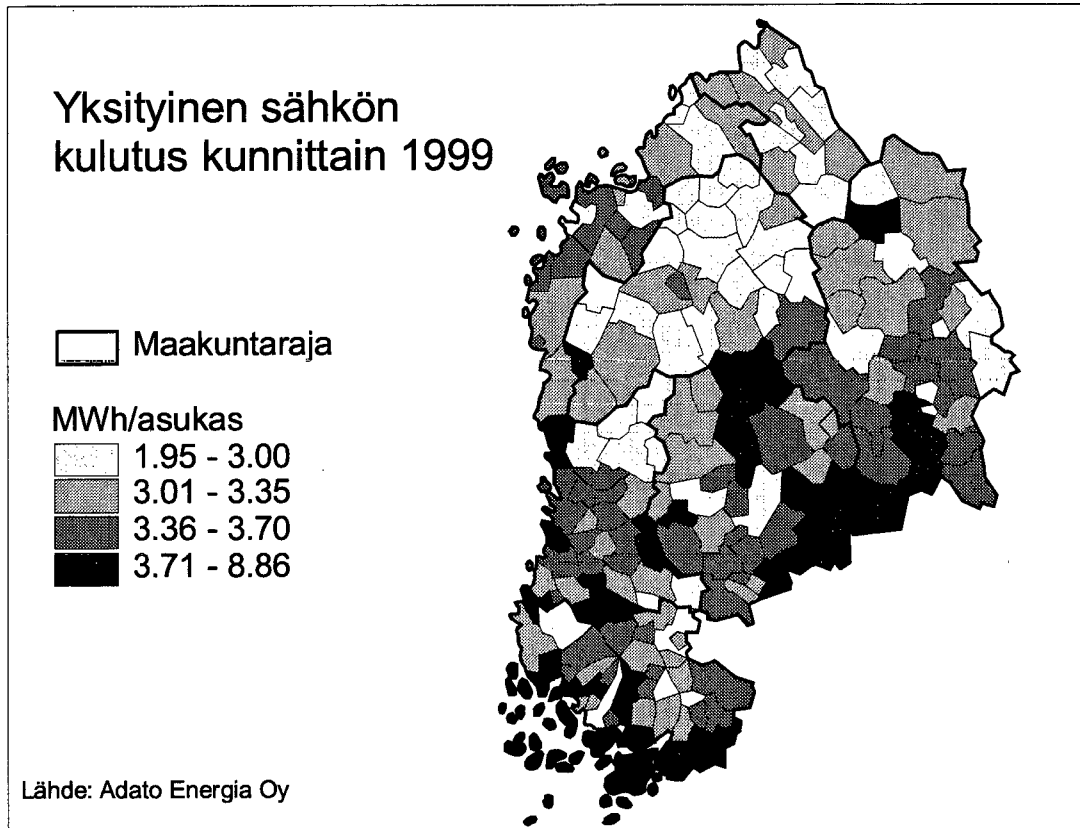 Yksityinen sähkön
kulutus kunnittain 1999
Maakuntaraja
MWh/asukas
1.95 - 3.00
3.01 - 3.35
3.36 - 3.70
3.71 - 8.86
Lähde: Adato Energia Oy